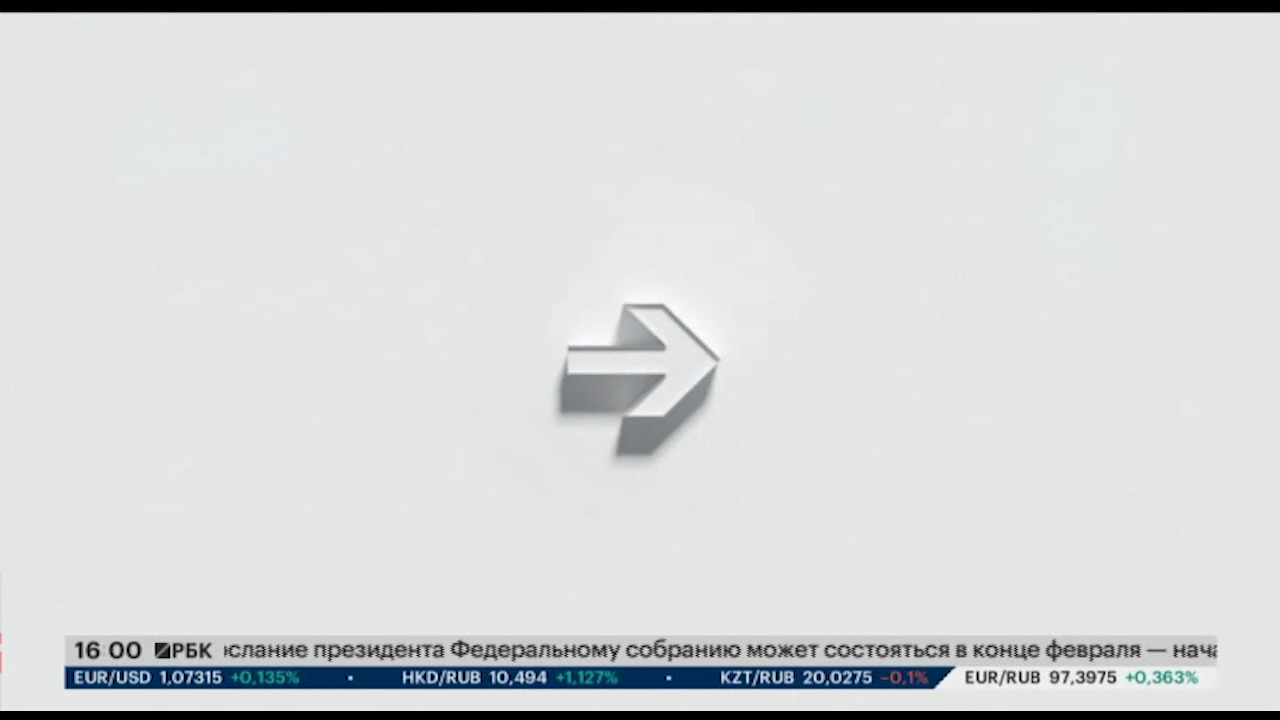 16 00 РБК ослание президента Федеральному собранию может состояться в конце февраля — нача
EUR/USD 1,07315 +0,135% · HKD/RUB 10,494 +1,127% · KZT/RUB 20,0275 −0,1% EUR/RUB 97,3975 +0,363%